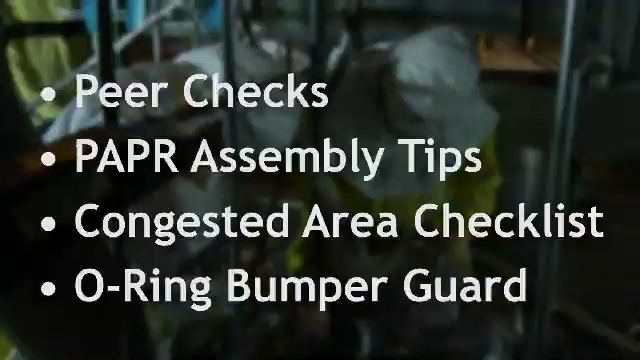 • Peer Checks
• PAPR Assembly Tips
• Congested Area Checklist
• O-Ring Bumper Guard